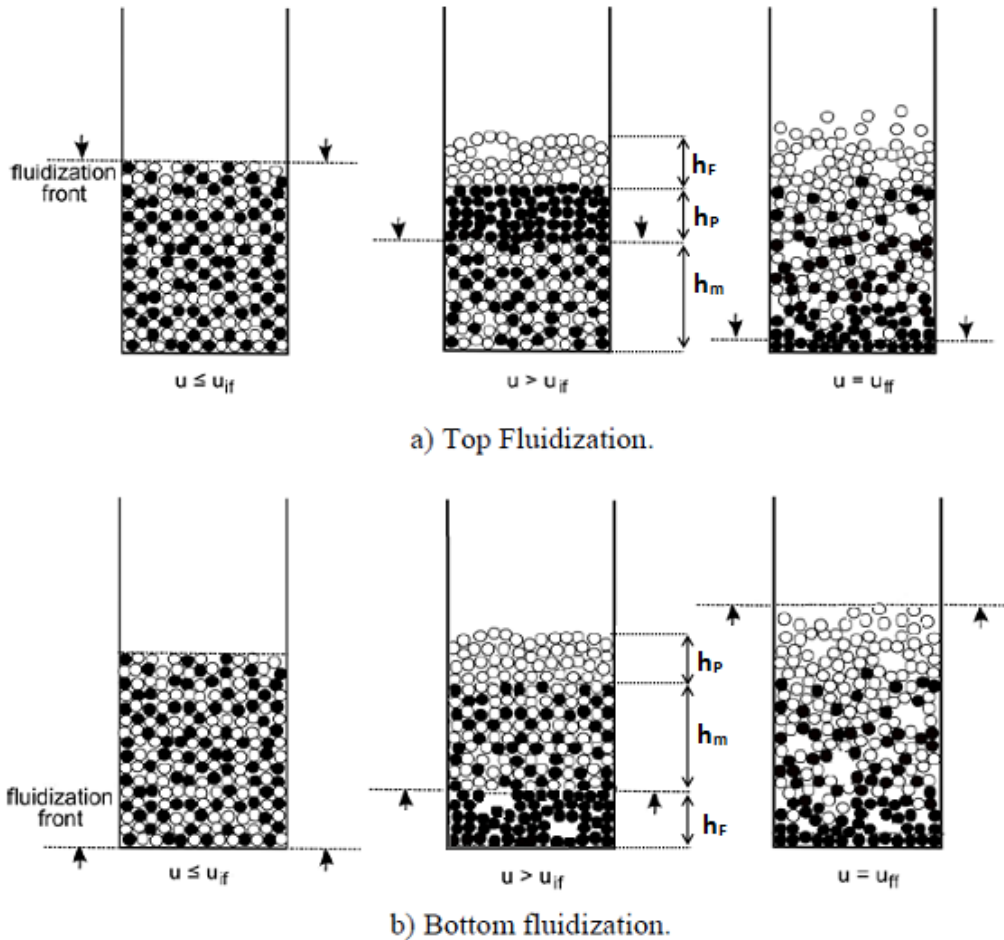 fluidization
front
h_F
h_P
h_m
u ≤ u_if
u > u_if
u = u_ff
a) Top Fluidization.
h_P
h_m
h_F
fluidization
front
u ≤ u_if
u > u_if
u = u_ff
b) Bottom fluidization.